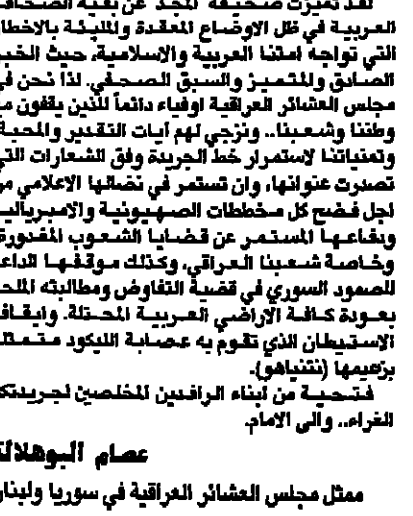 لقد تميزت صحيفة المجد عن بقية الصحاف
العربية في ظل الاوضاع المعقدة والمليئة بالاخطار
التي تواجه امتنا العربية والاسلامية، حيث الخبر
الصادق والمتميز والسبق الصحفي. لذا نحن في
مجلس العشائر العراقية اوفياء دائماً للذين يقفون مع
وطننا وشعبنا.. ونزجي لهم آيات التقدير والمحبة
وتمنياتنا لاستمرار خط الجريدة وفق الشعارات التي
تصدرت عنوانها، وان تستمر في نضالها الاعلامي من
اجل فضح كل مخططات الصهيونية والامبريالية
ودفاعها المستمر عن قضايا الشعوب المغدورة
وخاصة شعبنا العراقي، وكذلك موقفها الداعم
للصمود السوري في قضية التفاوض ومطالبته الملحة
بعودة كافة الاراضي العربية المحتلة. وايقاف
الاستيطان الذي تقوم به عصابة الليكود متمثلة
بزعيمها (نتنياهو).
فتحية من ابناء الرافدين المخلصين لجريدتكم
الغراء.. والى الامام.
عصام البوهلالة
ممثل مجلس العشائر العراقية في سوريا ولبنان